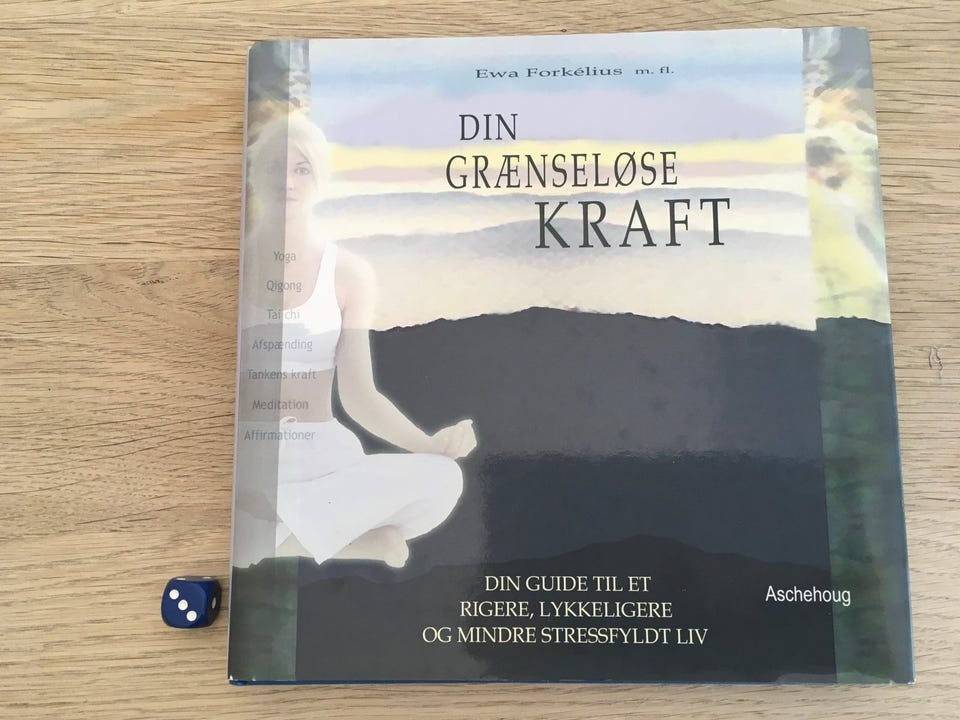 Ewa Forkélius m. fl.
DIN
GRÆNSELØSE
KRAFT
Yoga
Qigong
Tai chi
Afspænding
Tankens kraft
Meditation
Affirmationer
DIN GUIDE TIL ET
RIGERE, LYKKELIGERE
OG MINDRE STRESSFYLDT LIV
Aschehoug